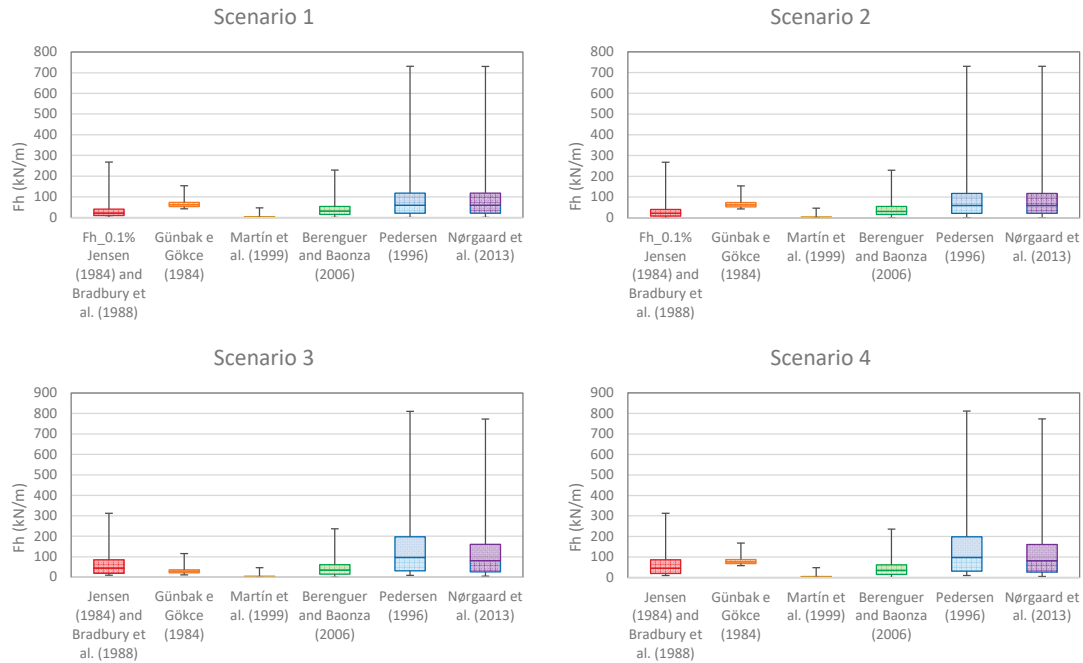 Scenario 1
800
700
600
500
400
300
200
100
0
Fh (kN/m)
Fh_0.1%
Jensen
(1984) and
Bradbury et
al. (1988)
Günbak e
Gökce
(1984)
Martín et
al. (1999)
Berenguer
and Baonza
(2006)
Pedersen
(1996)
Nørgaard et
al. (2013)
Scenario 2
800
700
600
500
400
300
200
100
0
Fh (kN/m)
Fh_0.1%
Jensen
(1984) and
Bradbury et
al. (1988)
Günbak e
Gökce
(1984)
Martín et
al. (1999)
Berenguer
and Baonza
(2006)
Pedersen
(1996)
Nørgaard et
al. (2013)
Scenario 3
900
800
700
600
500
400
300
200
100
0
Fh (kN/m)
Jensen
(1984) and
Bradbury et
al. (1988)
Günbak e
Gökce
(1984)
Martín et
al. (1999)
Berenguer
and Baonza
(2006)
Pedersen
(1996)
Nørgaard et
al. (2013)
Scenario 4
900
800
700
600
500
400
300
200
100
0
Fh (kN/m)
Jensen
(1984) and
Bradbury et
al. (1988)
Günbak e
Gökce
(1984)
Martín et
al. (1999)
Berenguer
and Baonza
(2006)
Pedersen
(1996)
Nørgaard et
al. (2013)